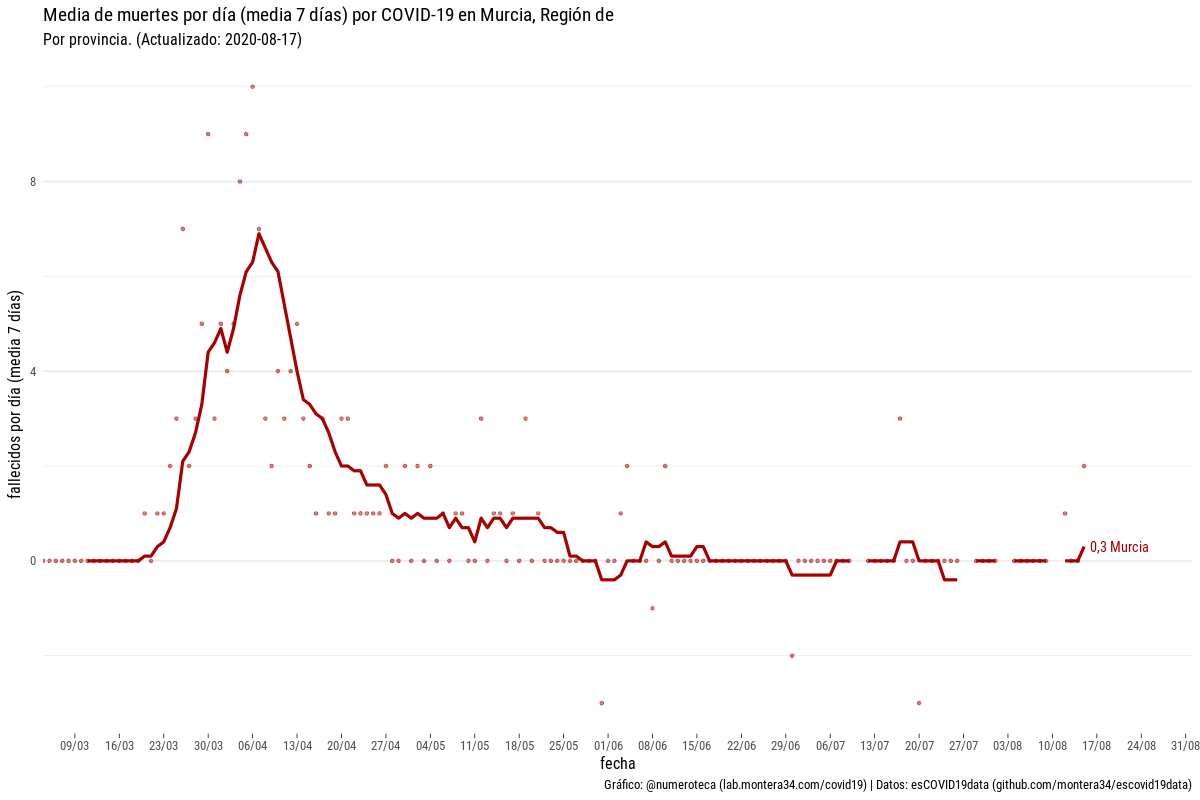 Media de muertes por día (media 7 días) por COVID-19 en Murcia, Región de
Por provincia. (Actualizado: 2020-08-17)
fallecidos por día (media 7 días)
8
4
0
0,3 Murcia
09/03 16/03 23/03 30/03 06/04 13/04 20/04 27/04 04/05 11/05 18/05 25/05 01/06 08/06 15/06 22/06 29/06 06/07 13/07 20/07 27/07 03/08 10/08 17/08 24/08 31/08
fecha
Gráfico: @numeroteca (lab.montera34.com/covid19) | Datos: esCOVID19data (github.com/montera34/escovid19data)